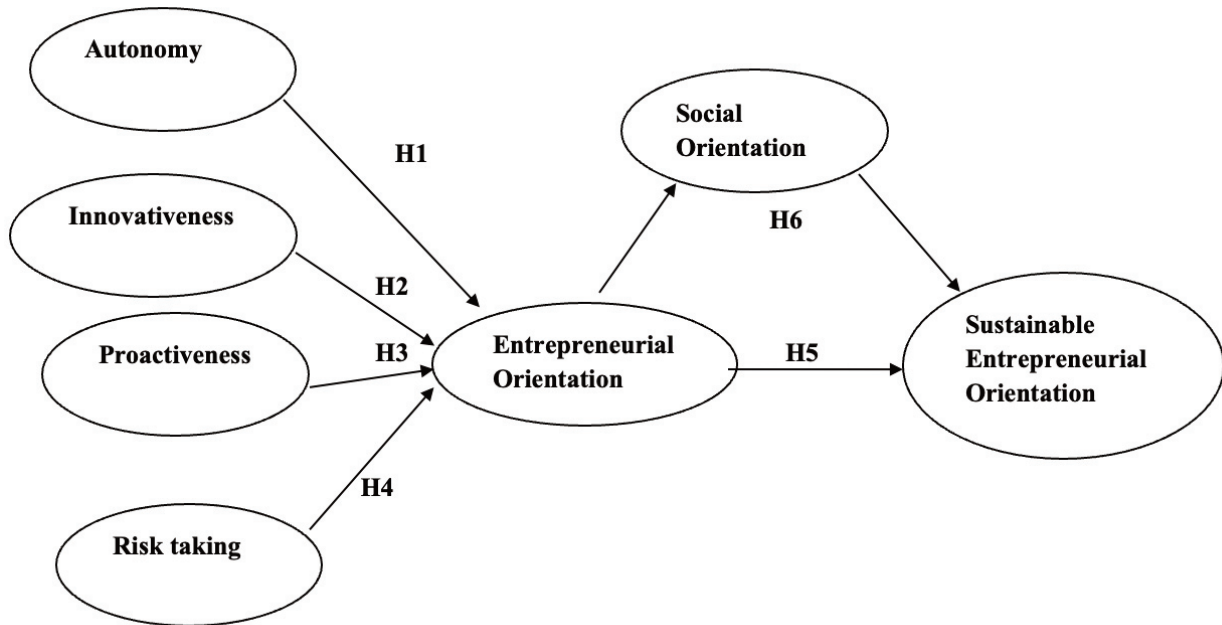 Autonomy
H1
Innovativeness
H2
Proactiveness
H3
Risk taking
H4
Entrepreneurial
Orientation
Social
Orientation
H6
H5
Sustainable
Entrepreneurial
Orientation